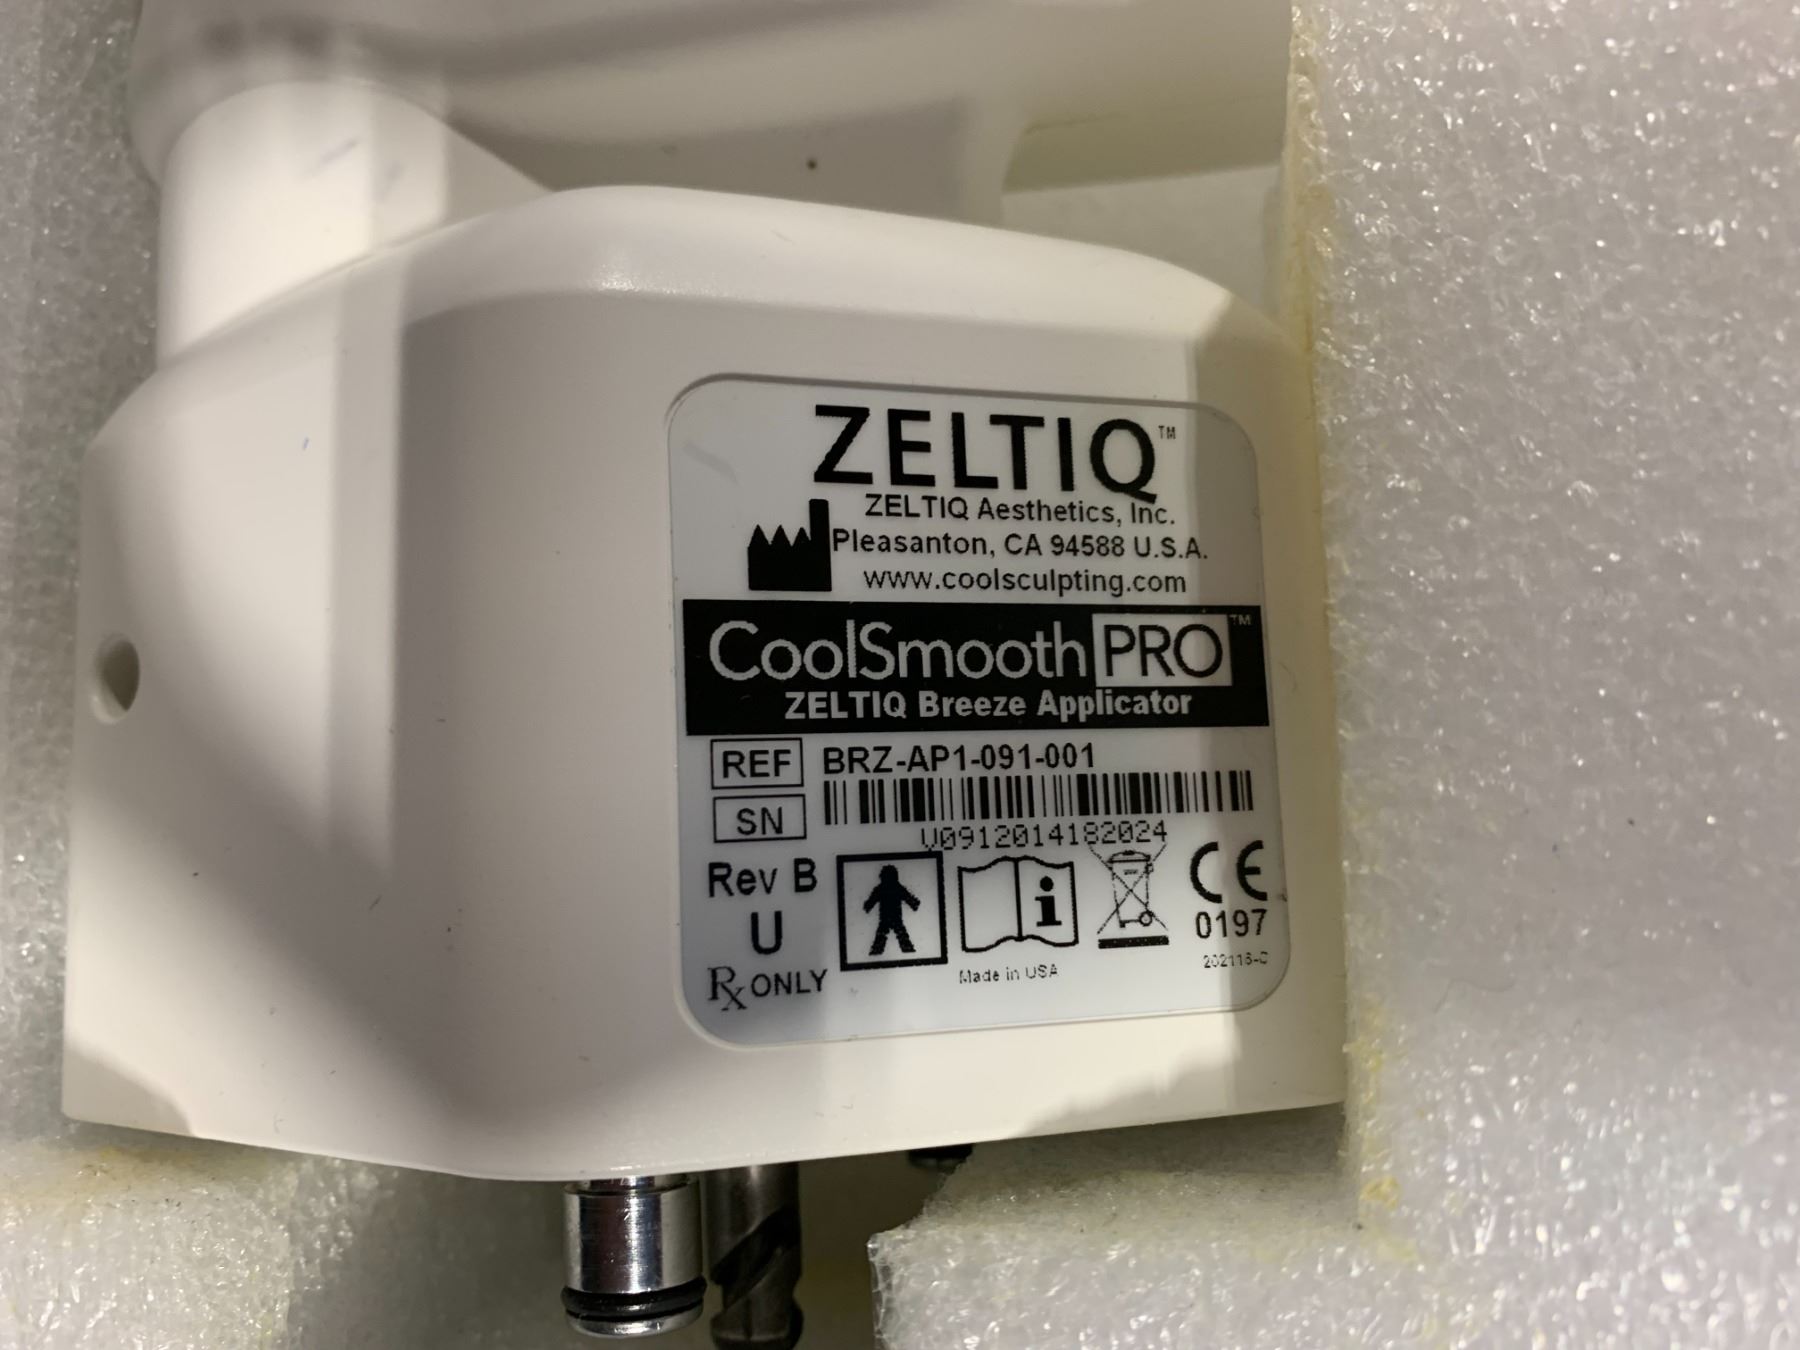 ZELTIQ™
ZELTIQ Aesthetics, Inc.
Pleasanton, CA 94588 U.S.A.
www.coolsculpting.com
CoolSmooth PRO™
ZELTIQ Breeze Applicator
REF BRZ-AP1-091-001
SN
V0912014182024
Rev B
U
Rx ONLY
i
Made in USA
CE
0197
202116-C